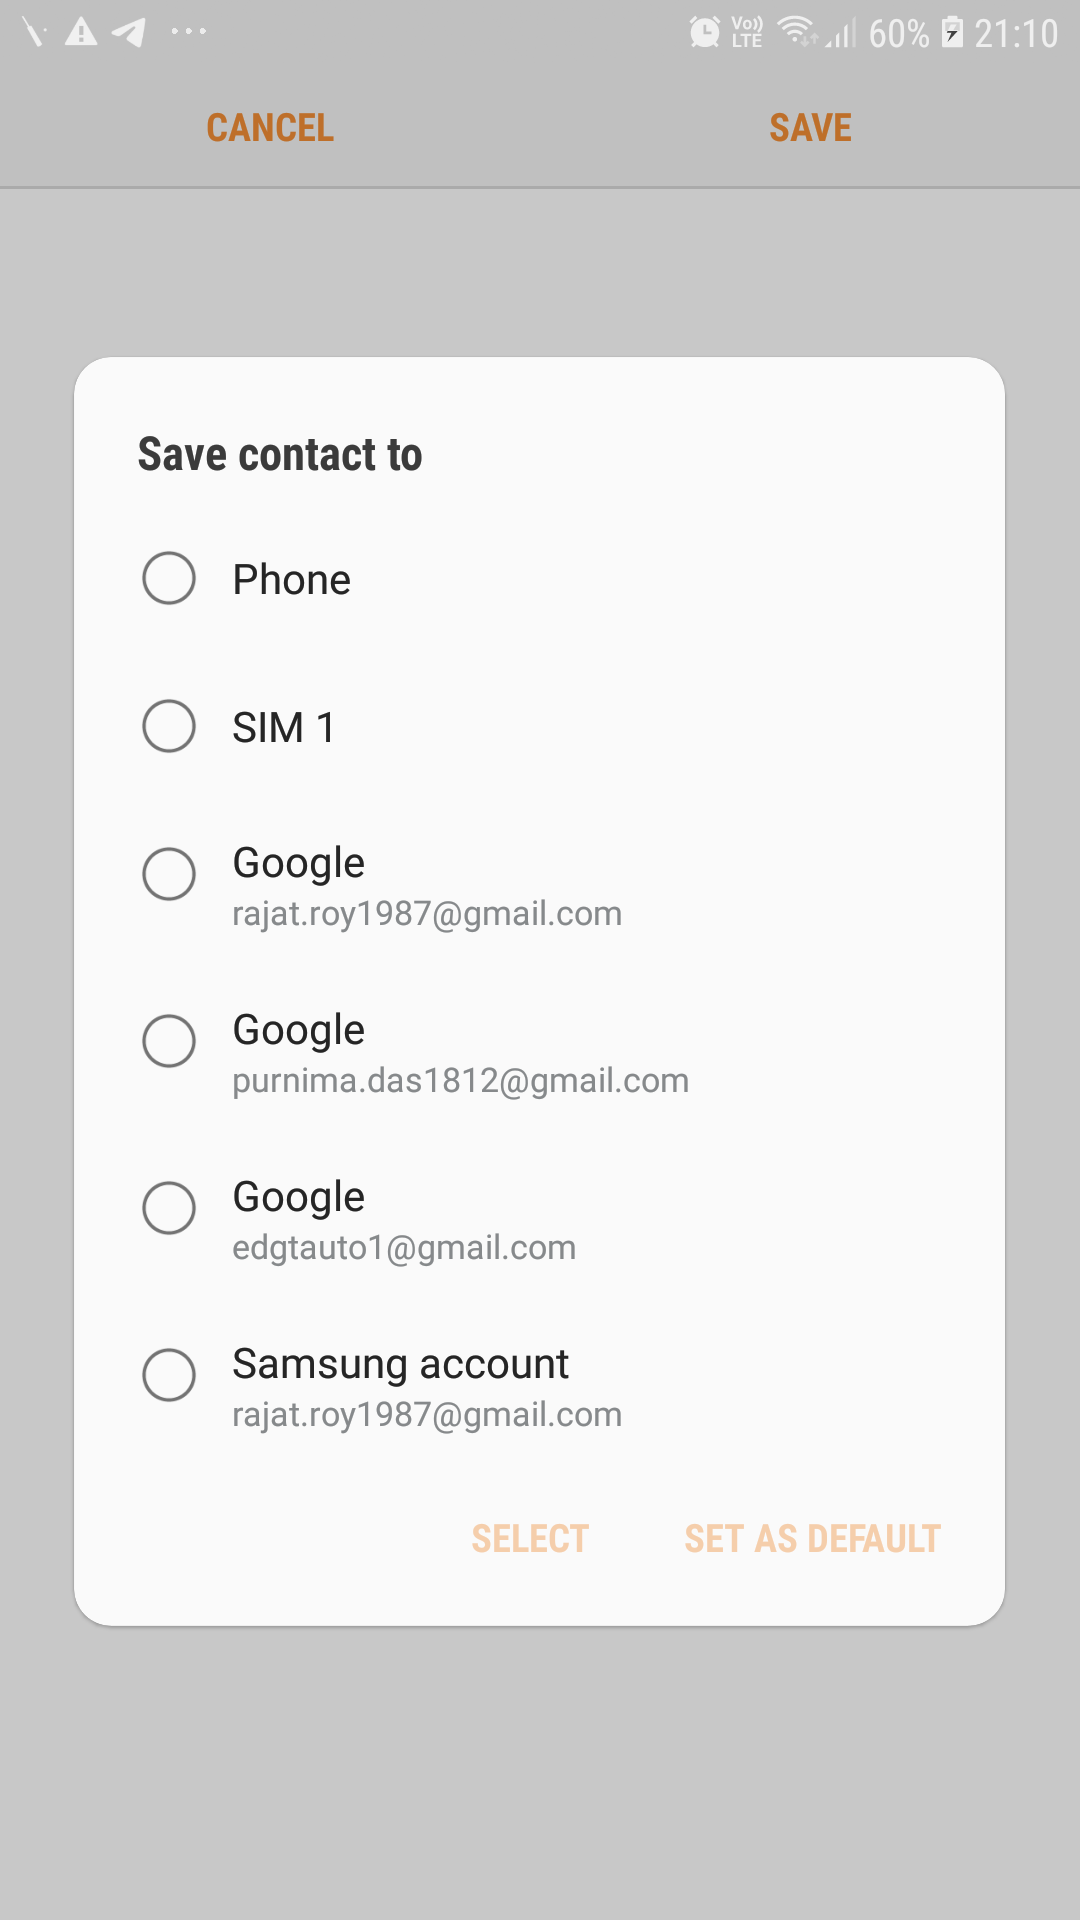 Vo)) LTE 60% 21:10
CANCEL SAVE
Save contact to
Phone
SIM 1
Google
rajat.roy1987@gmail.com
Google
purnima.das1812@gmail.com
Google
edgtauto1@gmail.com
Samsung account
rajat.roy1987@gmail.com
SELECT SET AS DEFAULT